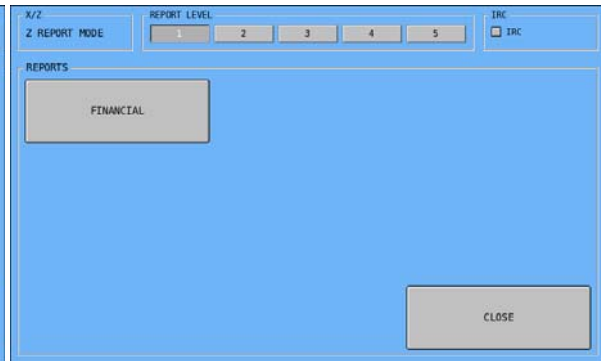 X/Z
Z REPORT MODE
REPORT LEVEL
1 2 3 4 5
IRC
IRC
REPORTS
FINANCIAL
CLOSE